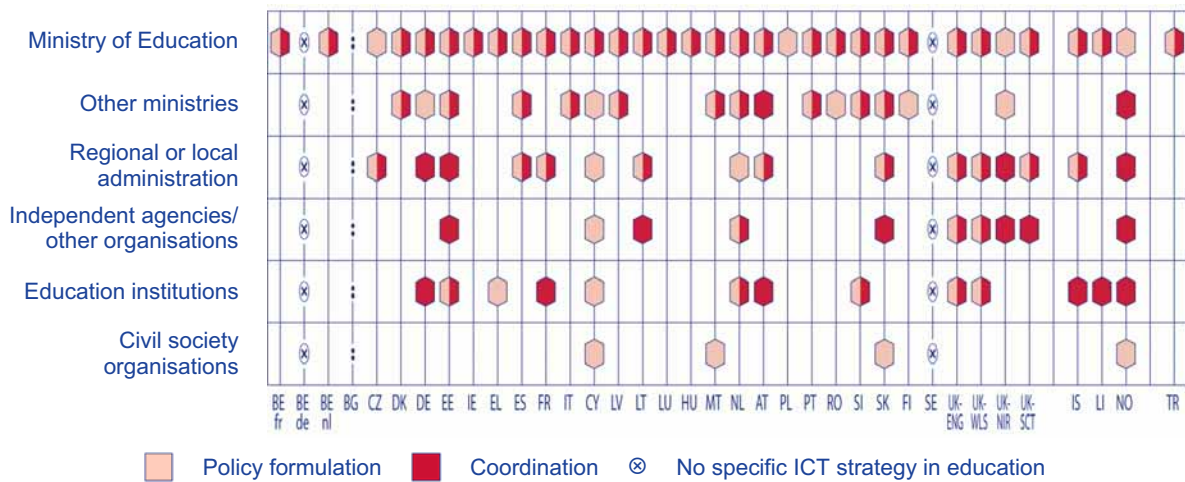 Ministry of Education
Other ministries
Regional or local
administration
Independent agencies/
other organisations
Education institutions
Civil society
organisations
BE fr BE de BE nl BG CZ DK DE EE IE EL ES FR IT CY LV LT LU HU MT NL AT PL PT RO SI SK FI SE UK-ENG UK-WLS UK-NIR UK-SCT IS LI NO TR
Policy formulation Coordination ⊗ No specific ICT strategy in education